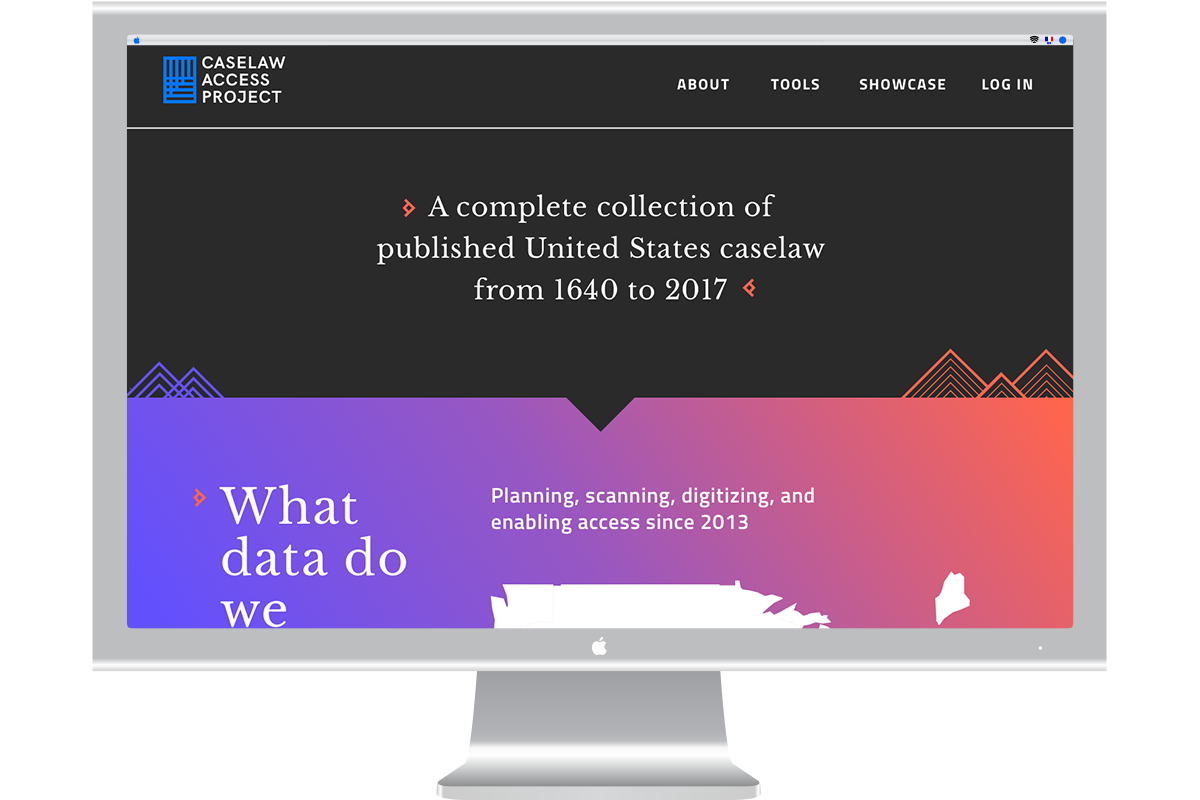 CASELAW
ACCESS
PROJECT
ABOUT TOOLS SHOWCASE LOG IN
A complete collection of
published United States caselaw
from 1640 to 2017
What
data do
we
Planning, scanning, digitizing, and
enabling access since 2013